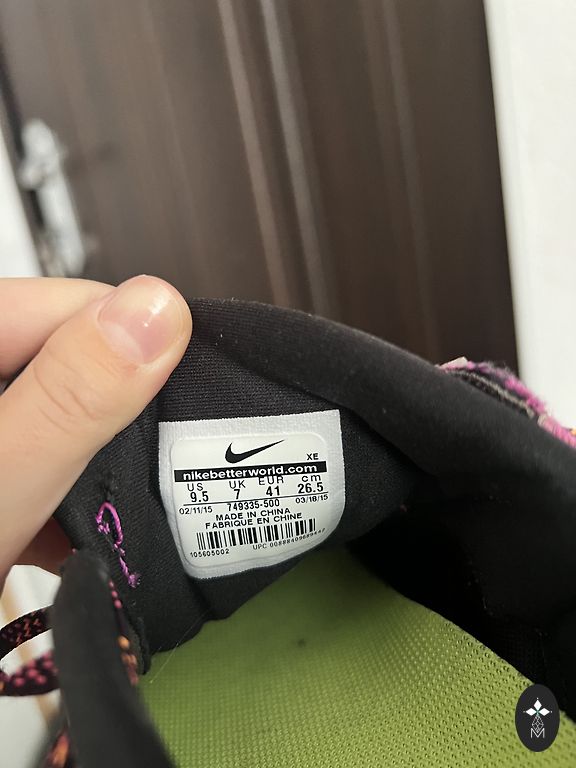 XE
nikebetterworld.com
US UK EUR cm
9.5 7 41 26.5
02/11/15 749335-500 03/18/15
MADE IN CHINA
FABRIQUE EN CHINE
105605002 UPC
M